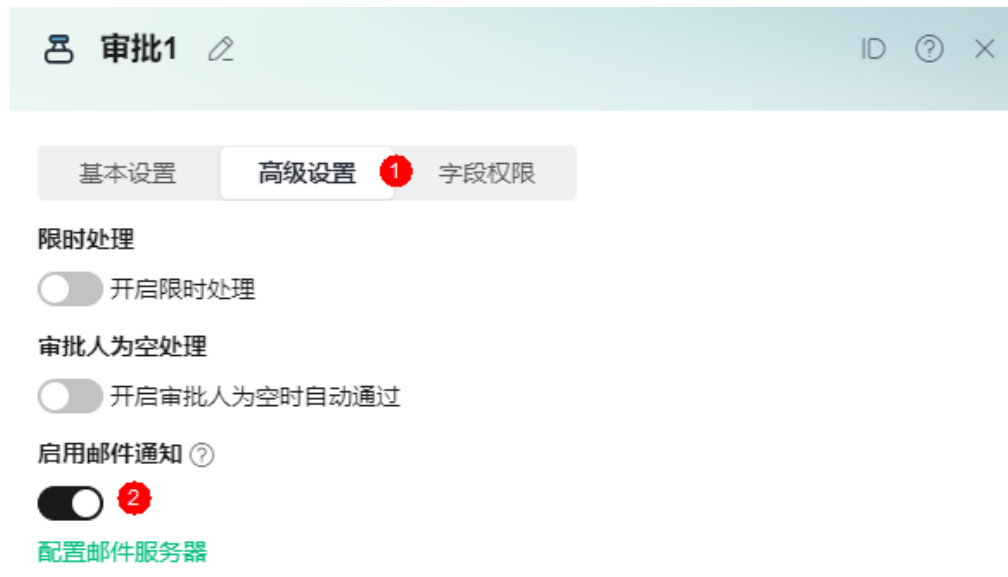 审批1 ID
基本设置 高级设置 1 字段权限
限时处理
开启限时处理
审批人为空处理
开启审批人为空时自动通过
启用邮件通知 ?
2
配置邮件服务器